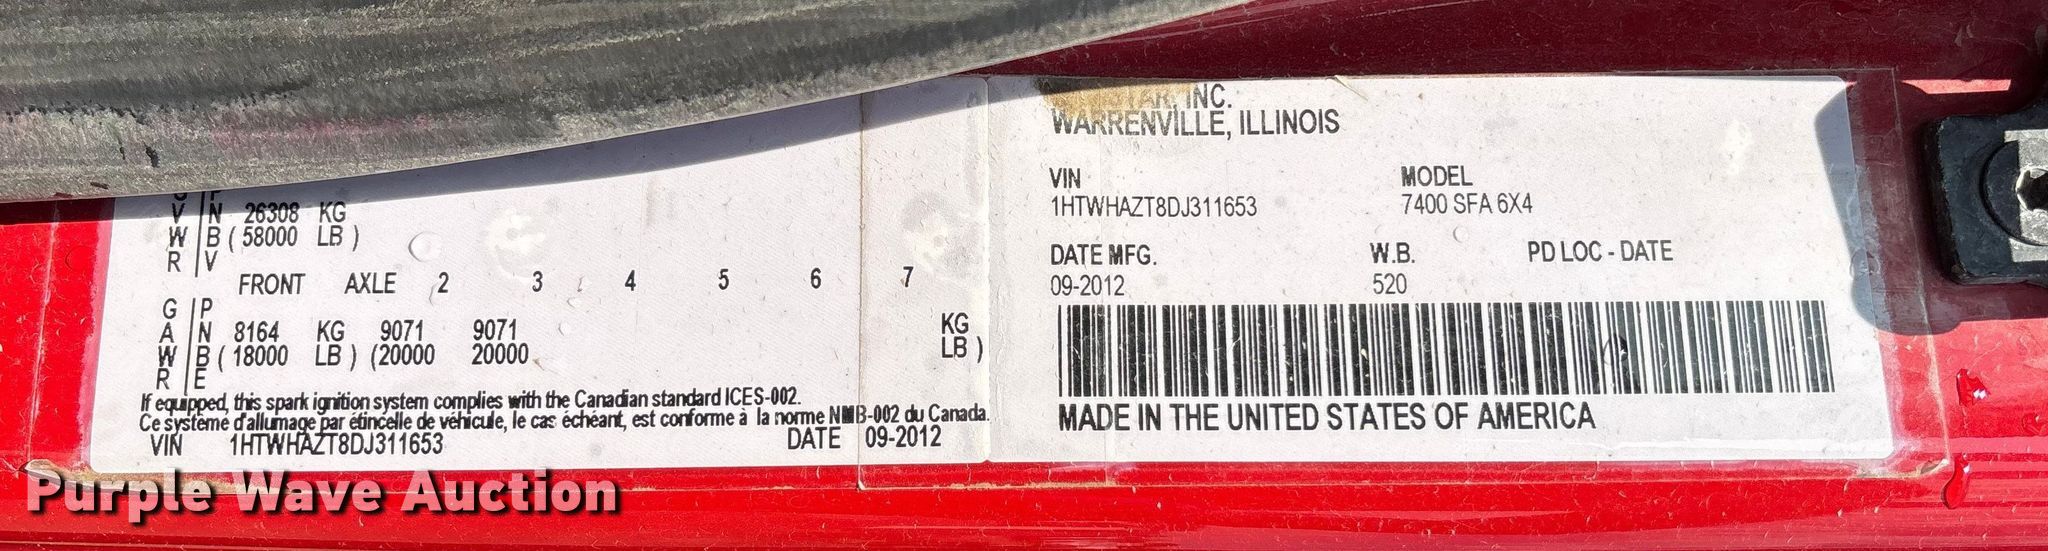 G P
V N 26308 KG
W B ( 58000 LB )
R V
FRONT AXLE 2 3 4 5 6 7
G P
A N 8164 KG 9071 9071 KG
W B ( 18000 LB ) (20000 20000 LB )
R E
If equipped, this spark ignition system complies with the Canadian standard ICES-002.
Ce système d'allumage par étincelle de véhicule, le cas échéant, est conforme à la norme NMB-002 du Canada.
VIN 1HTWHAZT8DJ311653 DATE 09-2012
INC.
WARRENVILLE, ILLINOIS
VIN MODEL
1HTWHAZT8DJ311653 7400 SFA 6X4
DATE MFG. W.B. PD LOC - DATE
09-2012 520
MADE IN THE UNITED STATES OF AMERICA
Purple Wave Auction